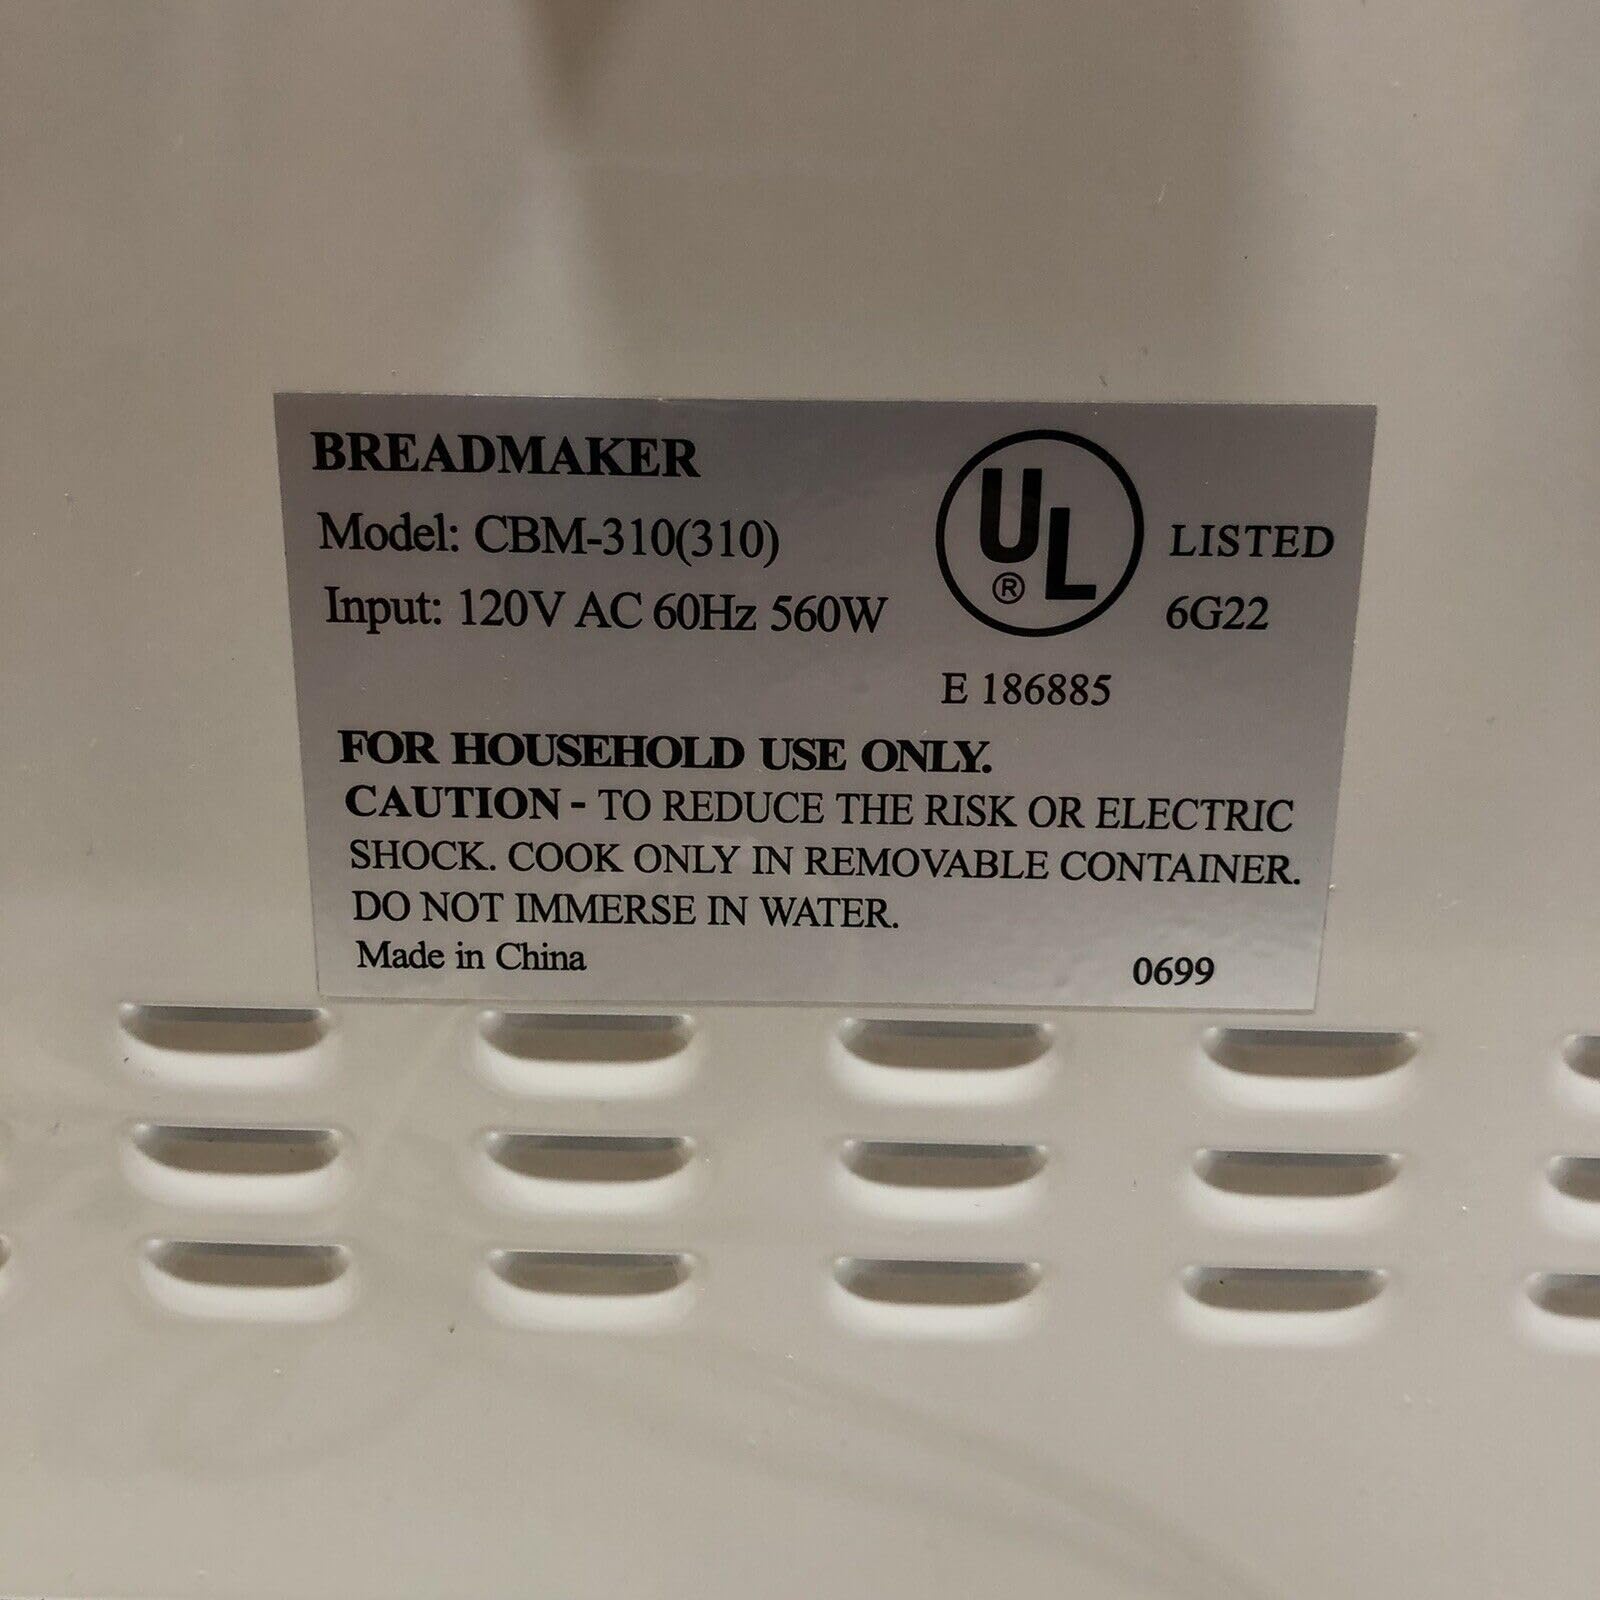 BREADMAKER
Model: CBM-310(310)
Input: 120V AC 60Hz 560W
UL ® LISTED
6G22
E 186885
FOR HOUSEHOLD USE ONLY.
CAUTION - TO REDUCE THE RISK OR ELECTRIC
SHOCK. COOK ONLY IN REMOVABLE CONTAINER.
DO NOT IMMERSE IN WATER.
Made in China
0699